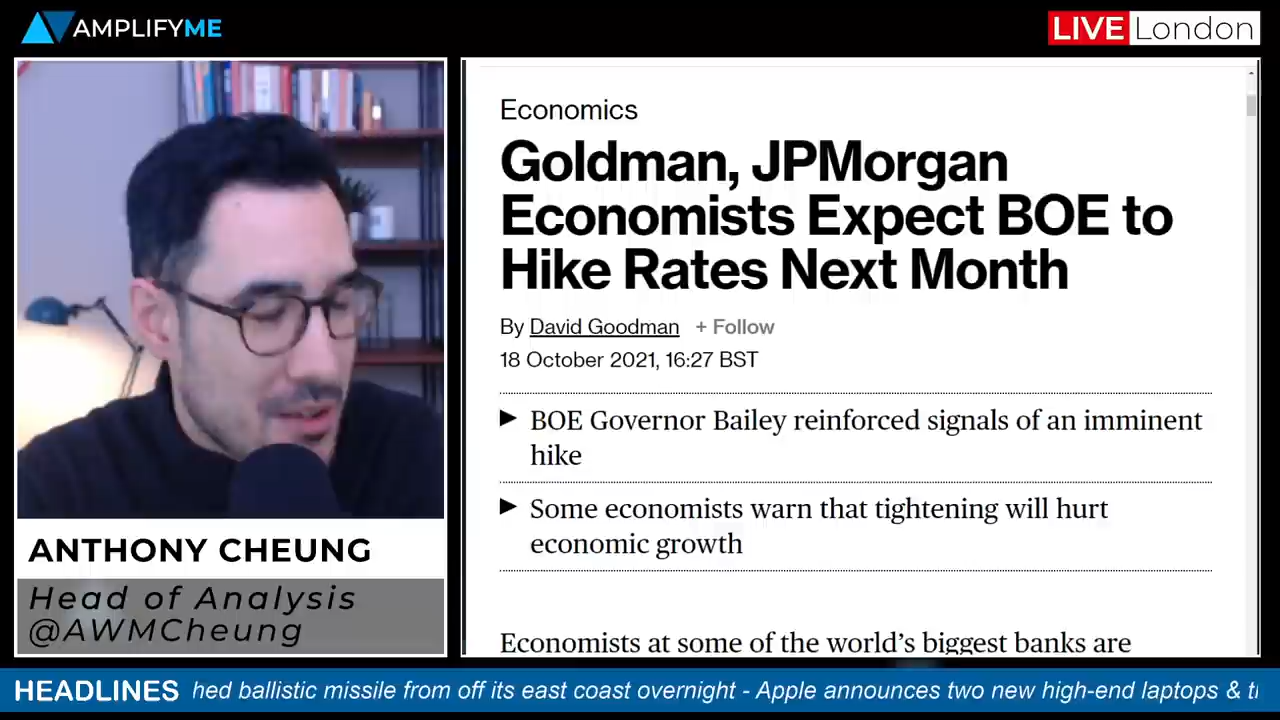 AMPLIFYME
LIVE London
Economics
Goldman, JPMorgan
Economists Expect BOE to
Hike Rates Next Month
By David Goodman + Follow
18 October 2021, 16:27 BST
BOE Governor Bailey reinforced signals of an imminent
hike
Some economists warn that tightening will hurt
economic growth
Economists at some of the world's biggest banks are
ANTHONY CHEUNG
Head of Analysis
@AWMCheung
HEADLINES hed ballistic missile from off its east coast overnight - Apple announces two new high-end laptops &